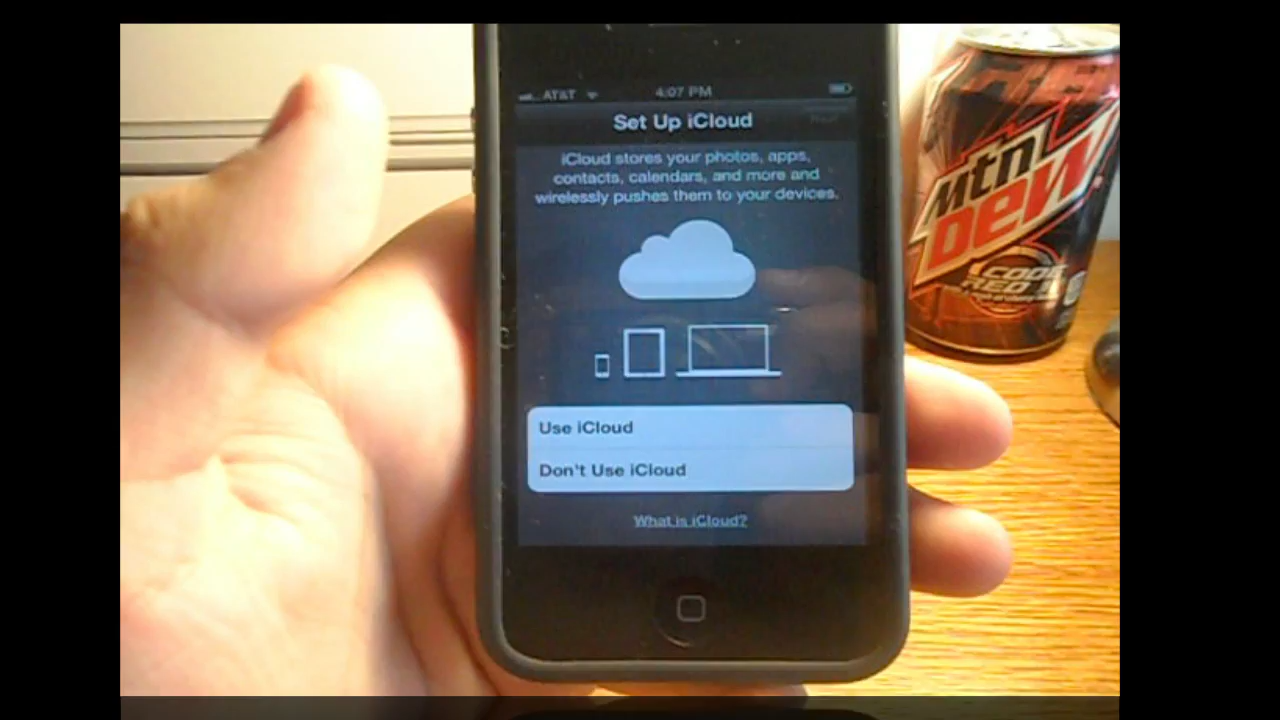 AT&T
4:07 PM
Set Up iCloud
iCloud stores your photos, apps,
contacts, calendars, and more and
wirelessly pushes them to your devices.
Use iCloud
Don't Use iCloud
What is iCloud?
Mtn
Dew
CODE
RED